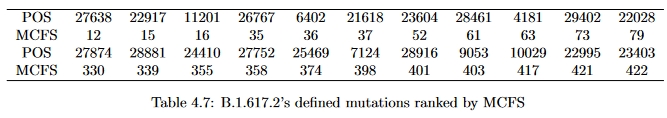 POS 27638 22917 11201 26767 6402 21618 23604 28461 4181 29402 22028
MCFS 12 15 16 35 36 37 52 61 63 73 79
POS 27874 28881 24410 27752 25469 7124 28916 9053 10029 22995 23403
MCFS 330 339 355 358 374 398 401 403 417 421 422
Table 4.7: B.1.617.2's defined mutations ranked by MCFS